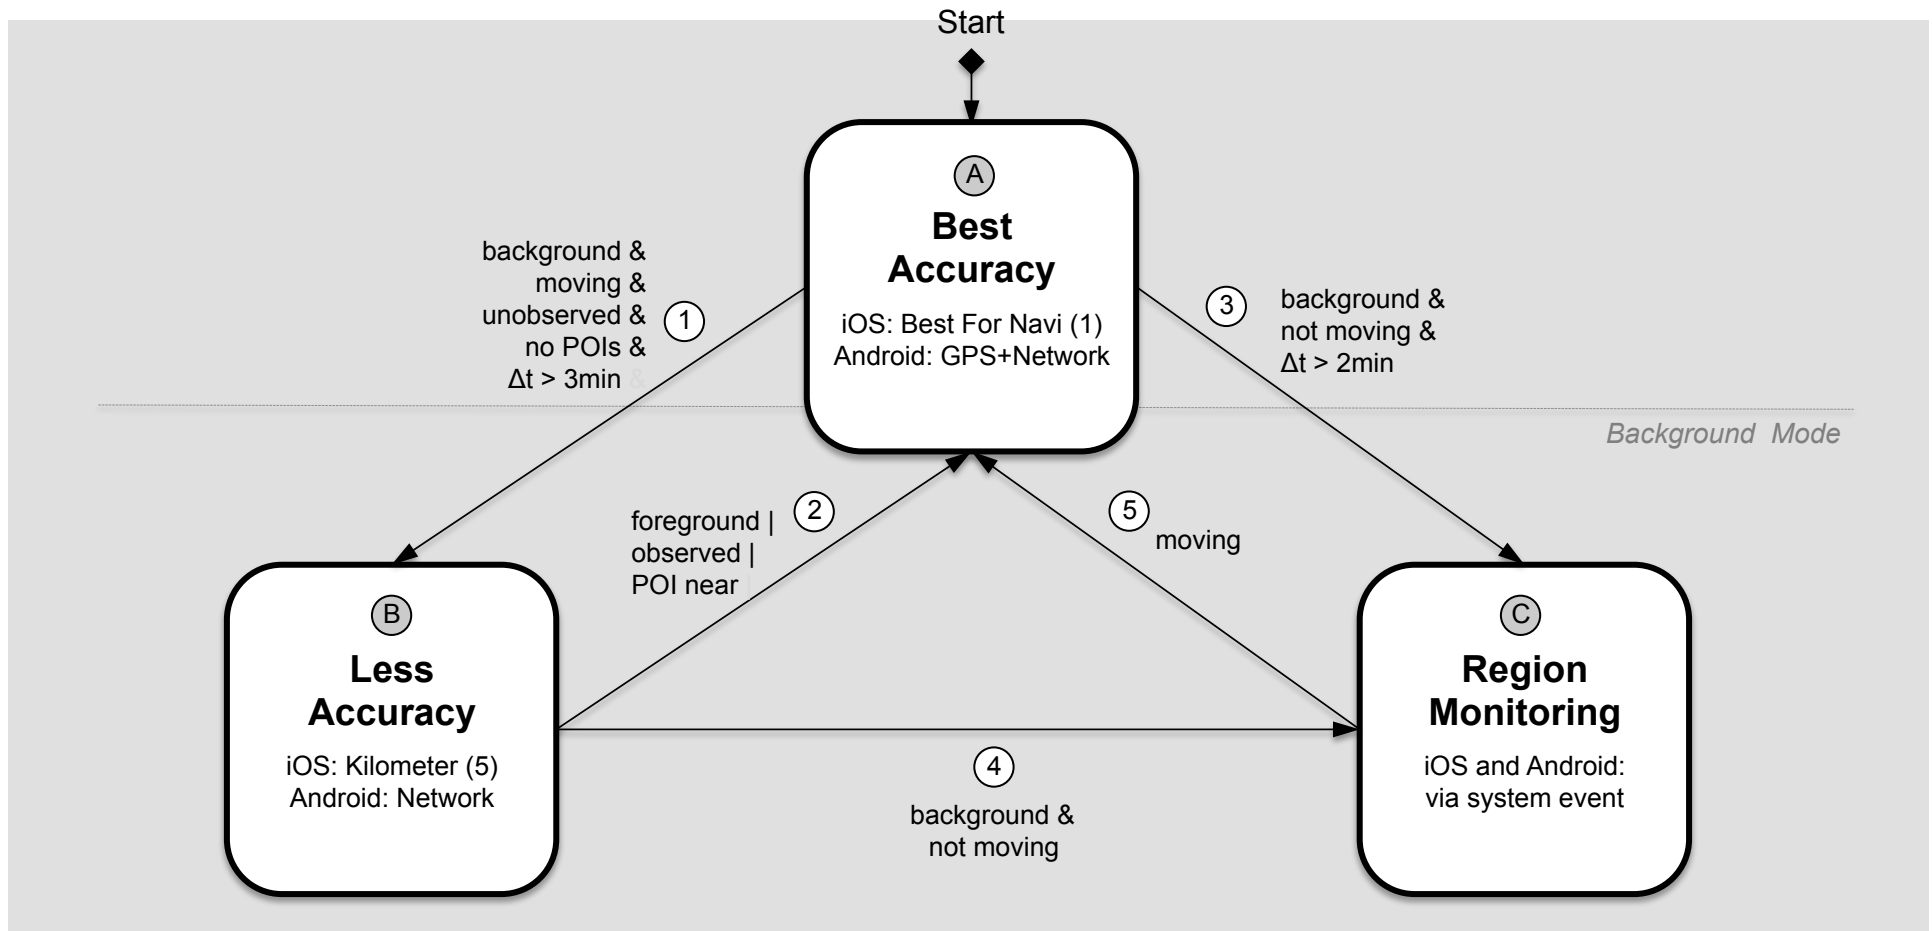 Start
A
Best
Accuracy
iOS: Best For Navi (1)
Android: GPS+Network
background &
moving &
unobserved &
no POIs &
Δt > 3min &
1
3
background &
not moving &
Δt > 2min
Background Mode
foreground |
observed |
POI near
2
5
moving
B
Less
Accuracy
iOS: Kilometer (5)
Android: Network
4
background &
not moving
C
Region
Monitoring
iOS and Android:
via system event